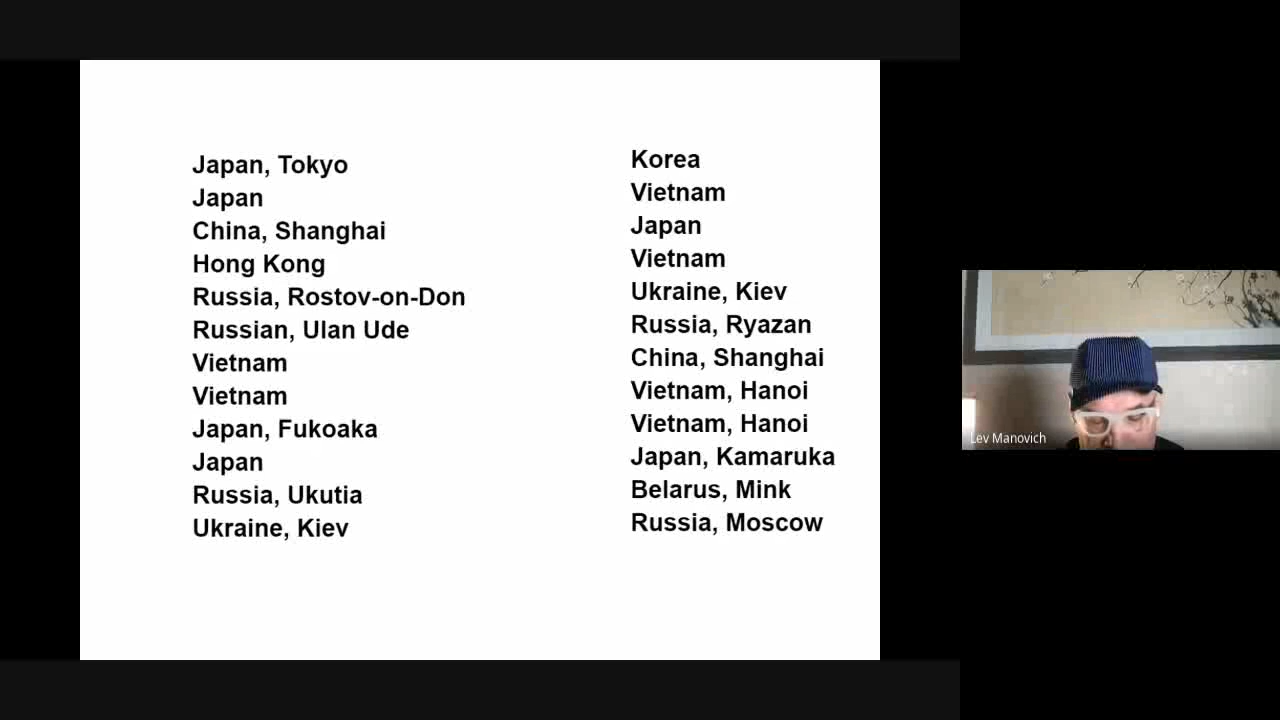 Japan, Tokyo
Japan
China, Shanghai
Hong Kong
Russia, Rostov-on-Don
Russian, Ulan Ude
Vietnam
Vietnam
Japan, Fukoaka
Japan
Russia, Ukutia
Ukraine, Kiev
Korea
Vietnam
Japan
Vietnam
Ukraine, Kiev
Russia, Ryazan
China, Shanghai
Vietnam, Hanoi
Vietnam, Hanoi
Japan, Kamaruka
Belarus, Mink
Russia, Moscow
Lev Manovich